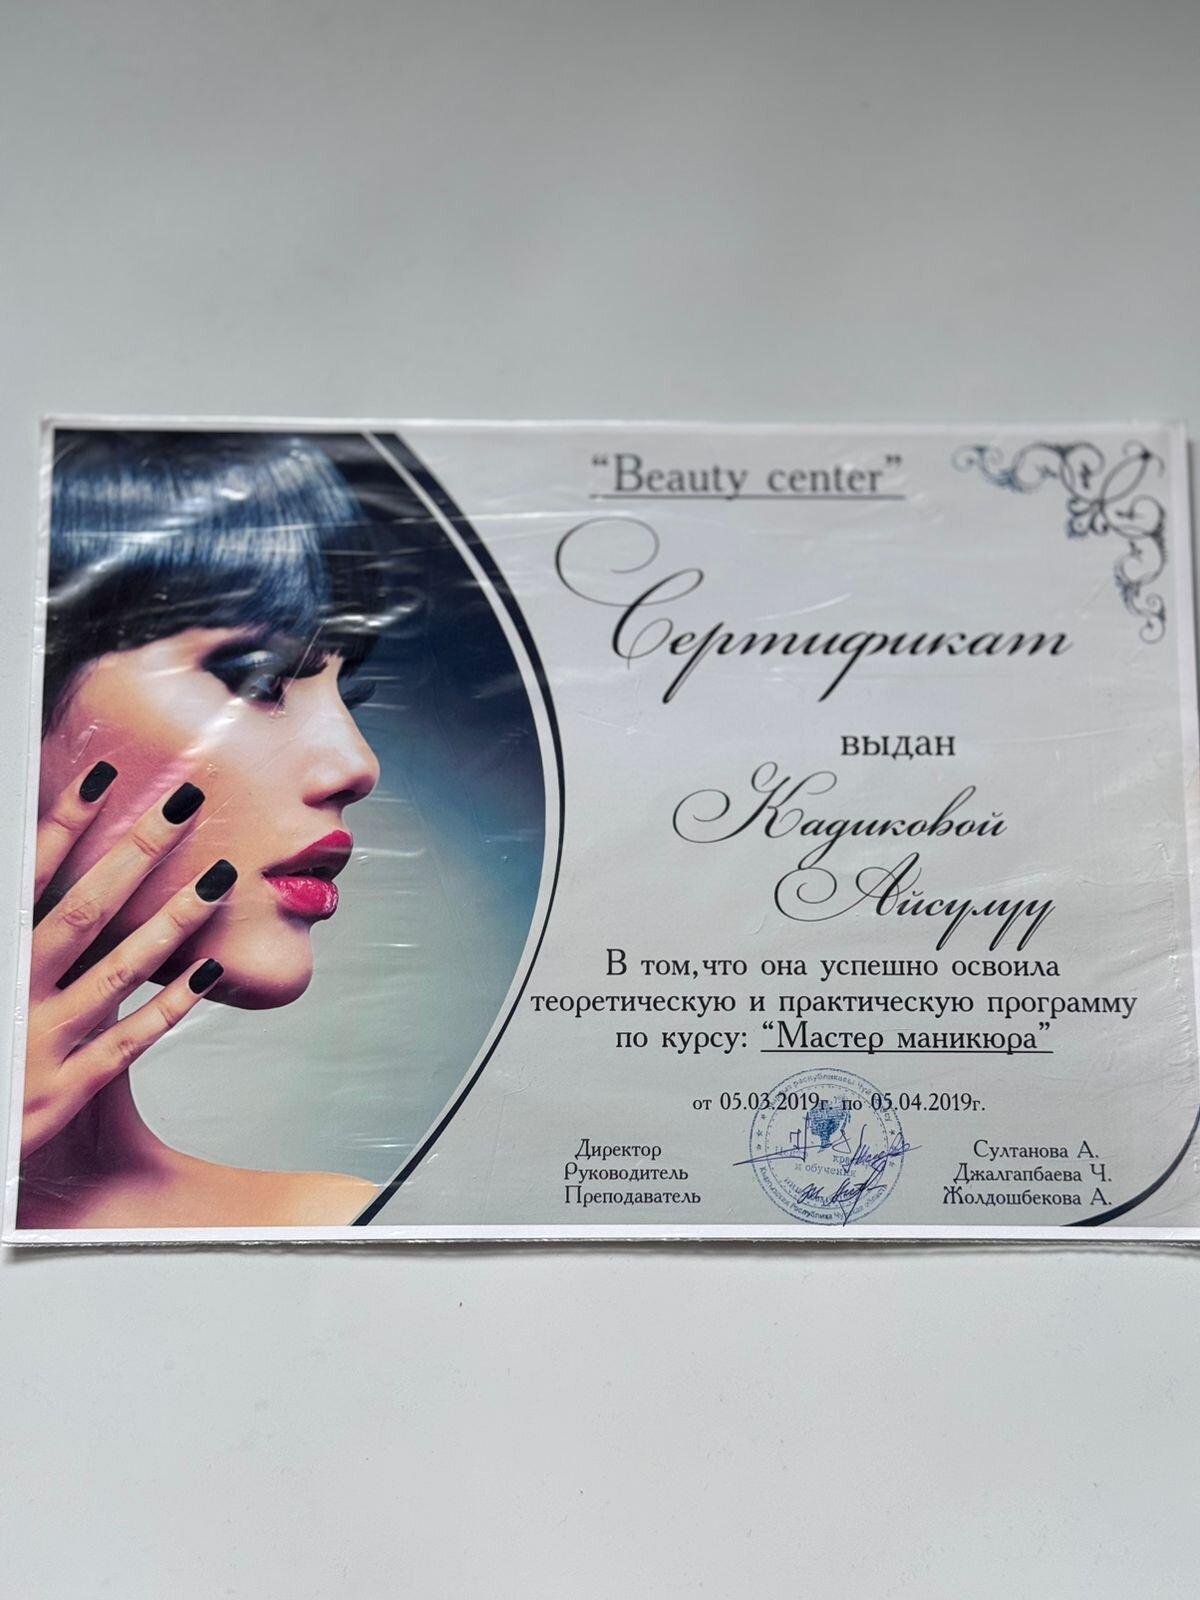 “Beauty center”
Сертификат
выдан
Кадиковой
Айсулуу
В том,что она успешно освоила
теоретическую и практическую программу
по курсу: “Мастер маникюра”
от 05.03.2019г. по 05.04.2019г.
Директор Султанова А.
Руководитель Джалгапбаева Ч.
Преподаватель Жолдошбекова А.
и обучения